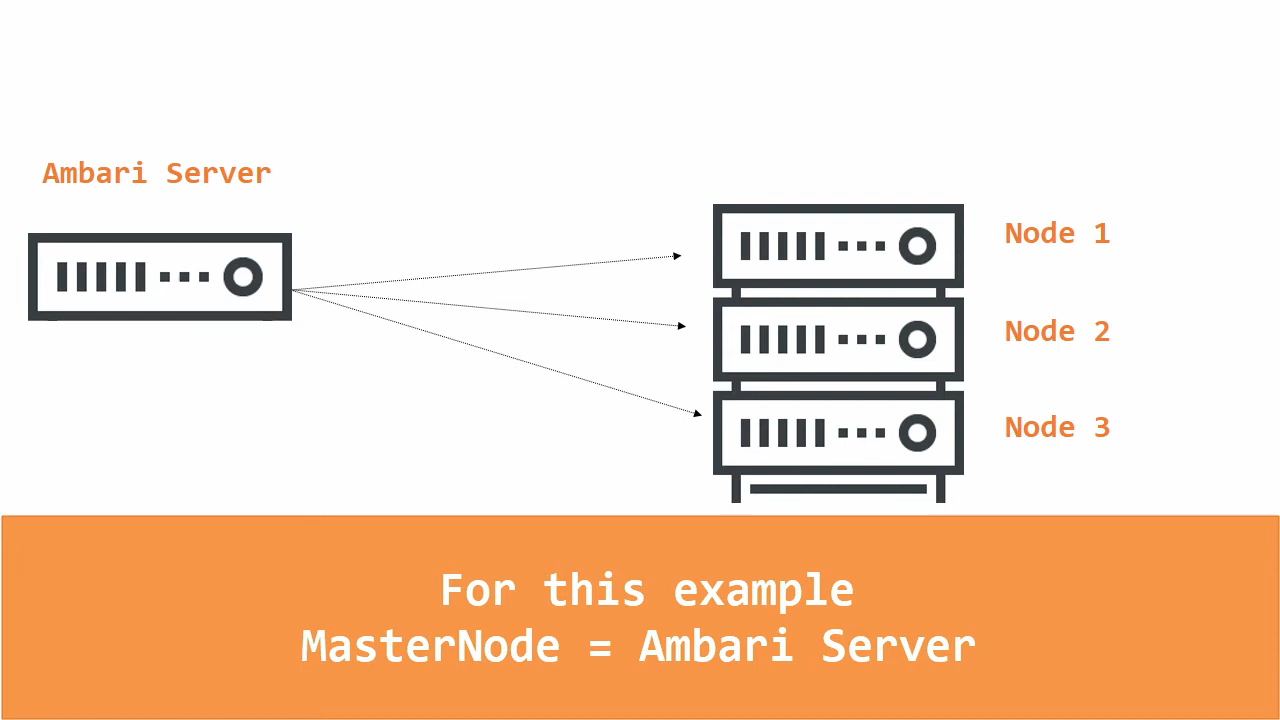 Ambari Server
Node 1
Node 2
Node 3
For this example
MasterNode = Ambari Server